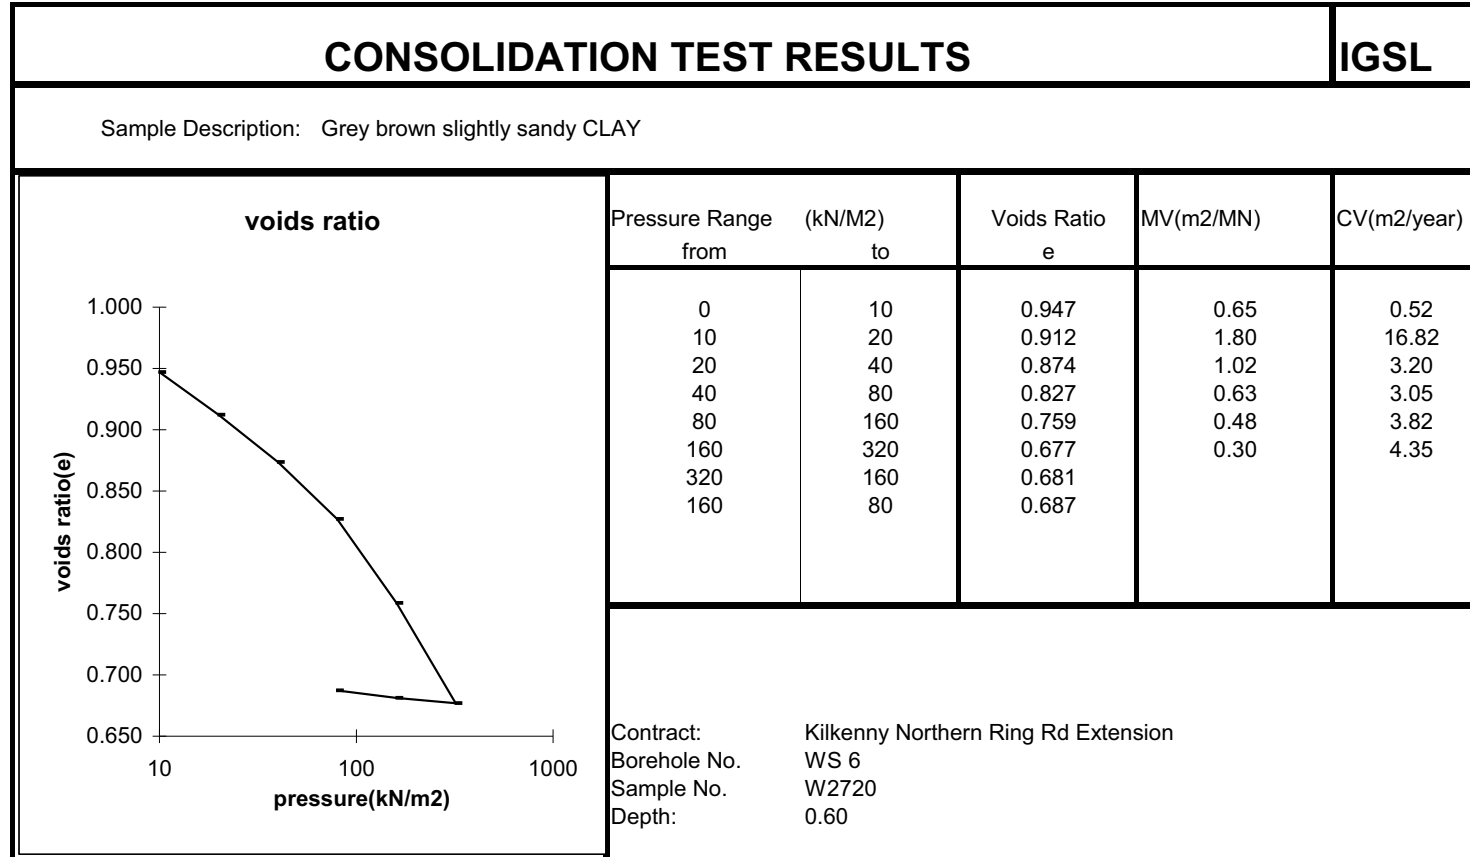 CONSOLIDATION TEST RESULTS IGSL
Sample Description: Grey brown slightly sandy CLAY
voids ratio
1.000
0.950
0.900
0.850
0.800
0.750
0.700
0.650
voids ratio(e)
10 100 1000
pressure(kN/m2)
Pressure Range (kN/M2) Voids Ratio MV(m2/MN) CV(m2/year)
from to e
0 10 0.947 0.65 0.52
10 20 0.912 1.80 16.82
20 40 0.874 1.02 3.20
40 80 0.827 0.63 3.05
80 160 0.759 0.48 3.82
160 320 0.677 0.30 4.35
320 160 0.681
160 80 0.687
Contract: Kilkenny Northern Ring Rd Extension
Borehole No. WS 6
Sample No. W2720
Depth: 0.60